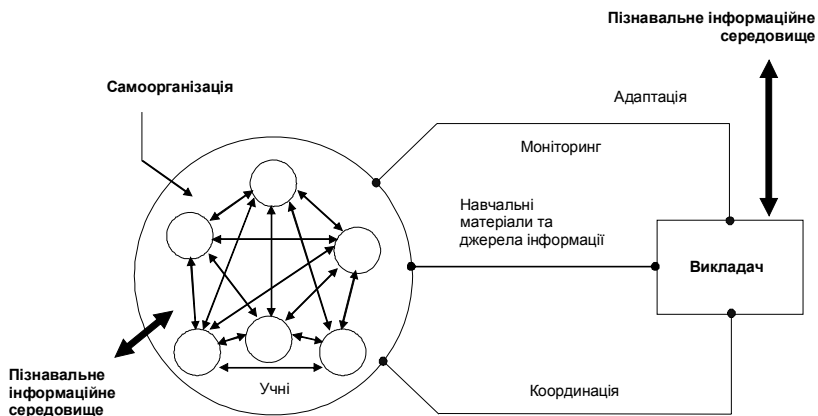 Пізнавальне інформаційне
середовище
Самоорганізація
Адаптація
Моніторинг
Навчальні
матеріали та
джерела інформації
Викладач
Пізнавальне
інформаційне
середовище
Учні
Координація